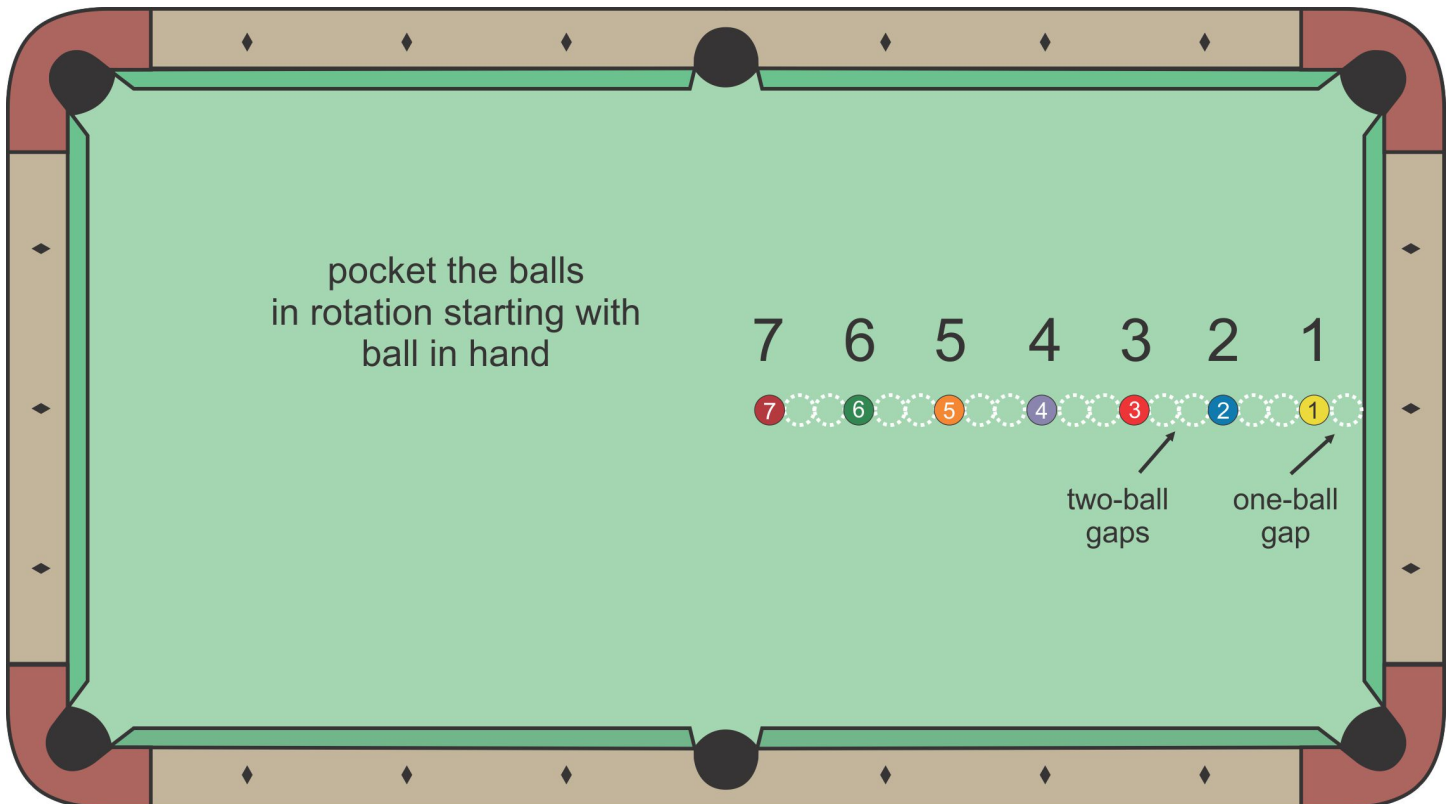 pocket the balls
in rotation starting with
ball in hand
7 6 5 4 3 2 1
7 6 5 4 3 2 1
two-ball
gaps
one-ball
gap